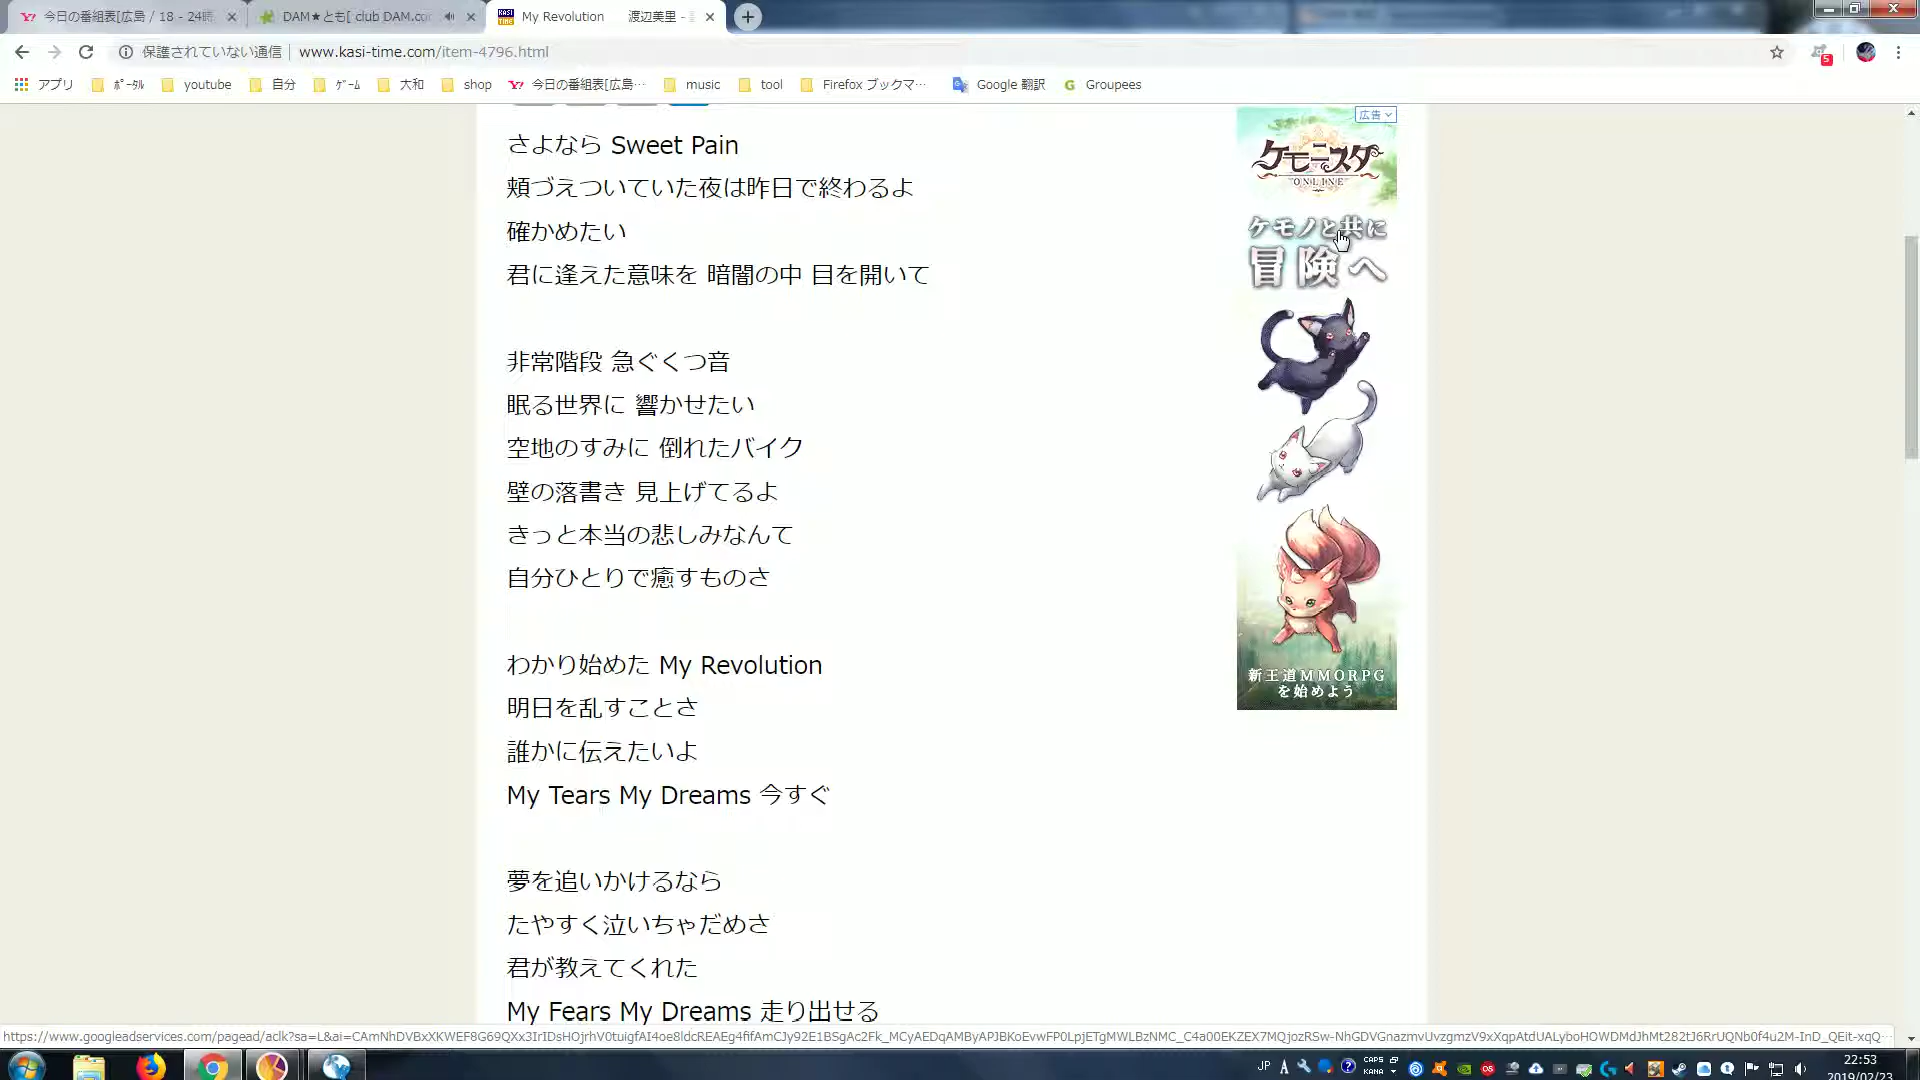 今日の番組表[広島 / 18 - 24時
DAM★とも[ club DAM.co
My Revolution 渡辺美里 -
保護されていない通信 | www.kasi-time.com/item-4796.html
5
アプリ ﾎﾟｰﾀﾙ youtube 自分 ｹﾞｰﾑ 大和 shop 今日の番組表[広島… music tool Firefox ブックマ… Google 翻訳 Groupees
さよなら Sweet Pain
頬づえついていた夜は昨日で終わるよ
確かめたい
君に逢えた意味を 暗闇の中 目を開いて
非常階段 急ぐくつ音
眠る世界に 響かせたい
空地のすみに 倒れたバイク
壁の落書き 見上げてるよ
きっと本当の悲しみなんて
自分ひとりで癒すものさ
わかり始めた My Revolution
明日を乱すことさ
誰かに伝えたいよ
My Tears My Dreams 今すぐ
夢を追いかけるなら
たやすく泣いちゃだめさ
君が教えてくれた
My Fears My Dreams 走り出せる
広告
ケモニスタ
ONLINE
ケモノと共に
冒険へ
新王道MMORPG
を始めよう
JP A CAPS
KANA
22:53
2019/02/23